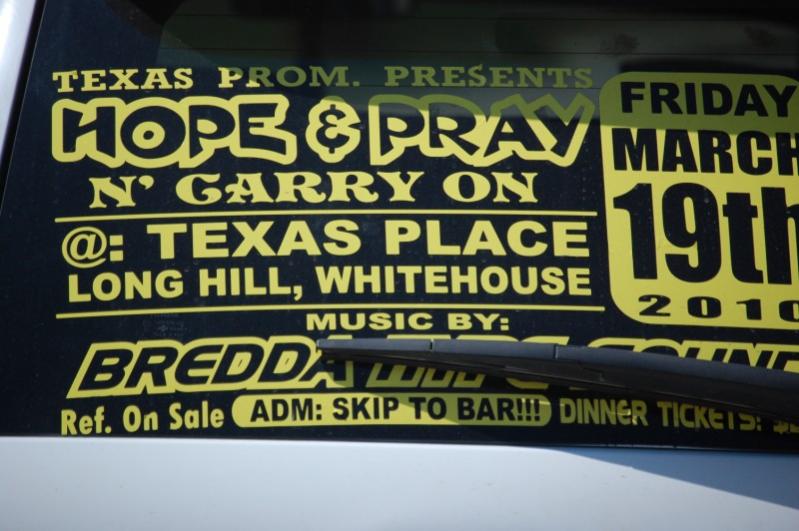 TEXAS PROM. PRESENTS
HOPE & PRAY
N' CARRY ON
@: TEXAS PLACE
LONG HILL, WHITEHOUSE
FRIDAY
MARCH
19th
2010
MUSIC BY:
BREDDA
Ref. On Sale ADM: SKIP TO BAR!!! DINNER TICKETS: